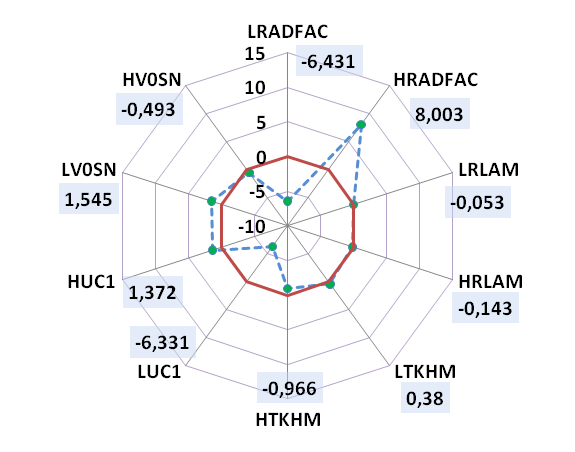 LRADFAC
15
-6,431
HV0SN
HRADFAC
10
-0,493
8,003
5
LV0SN
0
LRLAM
1,545
-5
-0,053
-10
HUC1
HRLAM
1,372
-0,143
-6,331
LUC1
LTKHM
-0,966
0,38
HTKHM